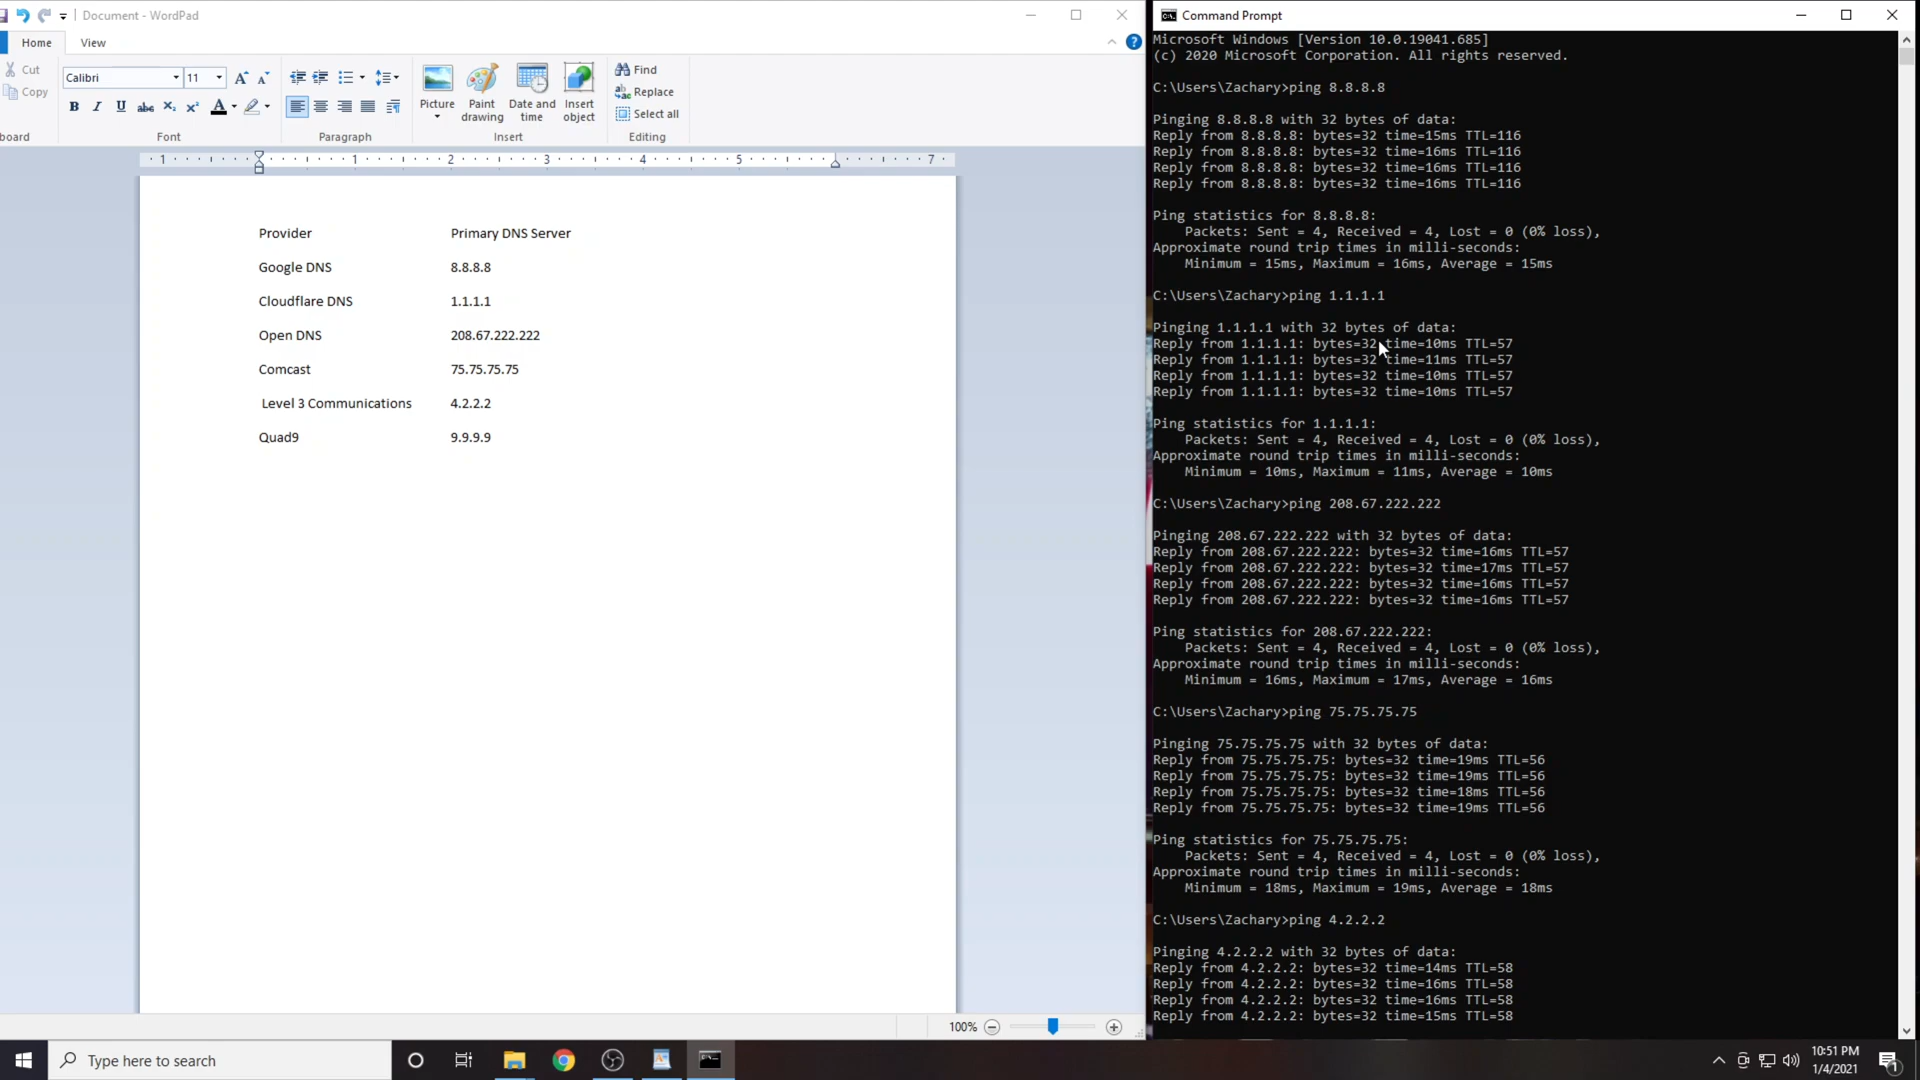 Document - WordPad
Home
View
Cut
Copy
board
Calibri
11
B I U abc X₂ X² A
Font
Paragraph
Picture
Paint drawing
Date and time
Insert object
Insert
Find
Replace
Select all
Editing
1 1 2 3 4 5 7
Provider Primary DNS Server
Google DNS 8.8.8.8
Cloudflare DNS 1.1.1.1
Open DNS 208.67.222.222
Comcast 75.75.75.75
Level 3 Communications 4.2.2.2
Quad9 9.9.9.9
100%
Command Prompt
Microsoft Windows [Version 10.0.19041.685]
(c) 2020 Microsoft Corporation. All rights reserved.
C:\Users\Zachary>ping 8.8.8.8
Pinging 8.8.8.8 with 32 bytes of data:
Reply from 8.8.8.8: bytes=32 time=15ms TTL=116
Reply from 8.8.8.8: bytes=32 time=16ms TTL=116
Reply from 8.8.8.8: bytes=32 time=16ms TTL=116
Reply from 8.8.8.8: bytes=32 time=16ms TTL=116
Ping statistics for 8.8.8.8:
Packets: Sent = 4, Received = 4, Lost = 0 (0% loss),
Approximate round trip times in milli-seconds:
Minimum = 15ms, Maximum = 16ms, Average = 15ms
C:\Users\Zachary>ping 1.1.1.1
Pinging 1.1.1.1 with 32 bytes of data:
Reply from 1.1.1.1: bytes=32 time=10ms TTL=57
Reply from 1.1.1.1: bytes=32 time=11ms TTL=57
Reply from 1.1.1.1: bytes=32 time=10ms TTL=57
Reply from 1.1.1.1: bytes=32 time=10ms TTL=57
Ping statistics for 1.1.1.1:
Packets: Sent = 4, Received = 4, Lost = 0 (0% loss),
Approximate round trip times in milli-seconds:
Minimum = 10ms, Maximum = 11ms, Average = 10ms
C:\Users\Zachary>ping 208.67.222.222
Pinging 208.67.222.222 with 32 bytes of data:
Reply from 208.67.222.222: bytes=32 time=16ms TTL=57
Reply from 208.67.222.222: bytes=32 time=17ms TTL=57
Reply from 208.67.222.222: bytes=32 time=16ms TTL=57
Reply from 208.67.222.222: bytes=32 time=16ms TTL=57
Ping statistics for 208.67.222.222:
Packets: Sent = 4, Received = 4, Lost = 0 (0% loss),
Approximate round trip times in milli-seconds:
Minimum = 16ms, Maximum = 17ms, Average = 16ms
C:\Users\Zachary>ping 75.75.75.75
Pinging 75.75.75.75 with 32 bytes of data:
Reply from 75.75.75.75: bytes=32 time=19ms TTL=56
Reply from 75.75.75.75: bytes=32 time=19ms TTL=56
Reply from 75.75.75.75: bytes=32 time=18ms TTL=56
Reply from 75.75.75.75: bytes=32 time=19ms TTL=56
Ping statistics for 75.75.75.75:
Packets: Sent = 4, Received = 4, Lost = 0 (0% loss),
Approximate round trip times in milli-seconds:
Minimum = 18ms, Maximum = 19ms, Average = 18ms
C:\Users\Zachary>ping 4.2.2.2
Pinging 4.2.2.2 with 32 bytes of data:
Reply from 4.2.2.2: bytes=32 time=14ms TTL=58
Reply from 4.2.2.2: bytes=32 time=16ms TTL=58
Reply from 4.2.2.2: bytes=32 time=16ms TTL=58
Reply from 4.2.2.2: bytes=32 time=15ms TTL=58
Type here to search
10:51 PM
1/4/2021
1